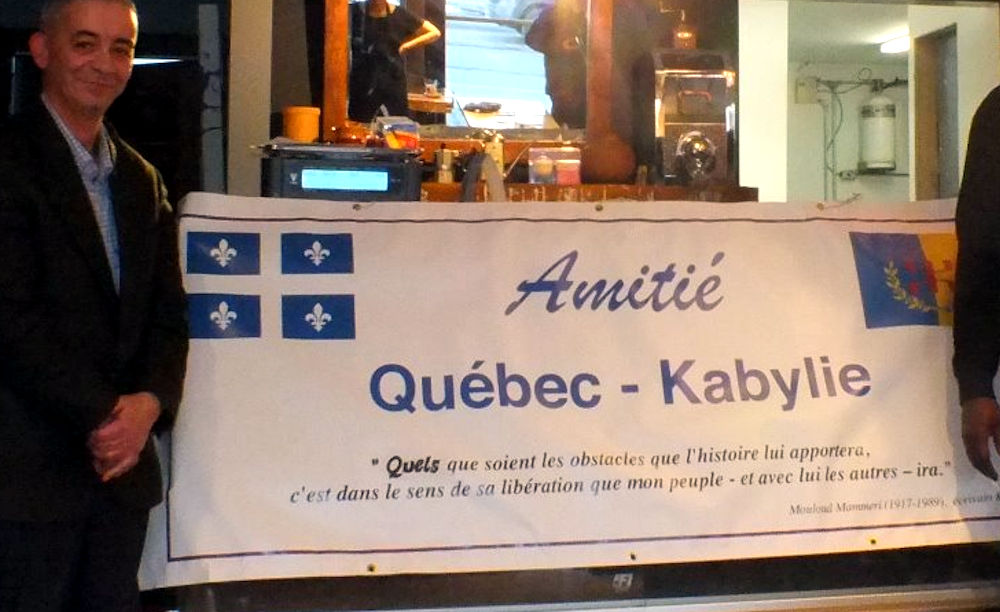 Amitié
Québec - Kabylie
" Quels que soient les obstacles que l'histoire lui apportera,
c'est dans le sens de sa libération que mon peuple - et avec lui les autres – ira."
Mouloud Mammeri (1917-1989), écrivain